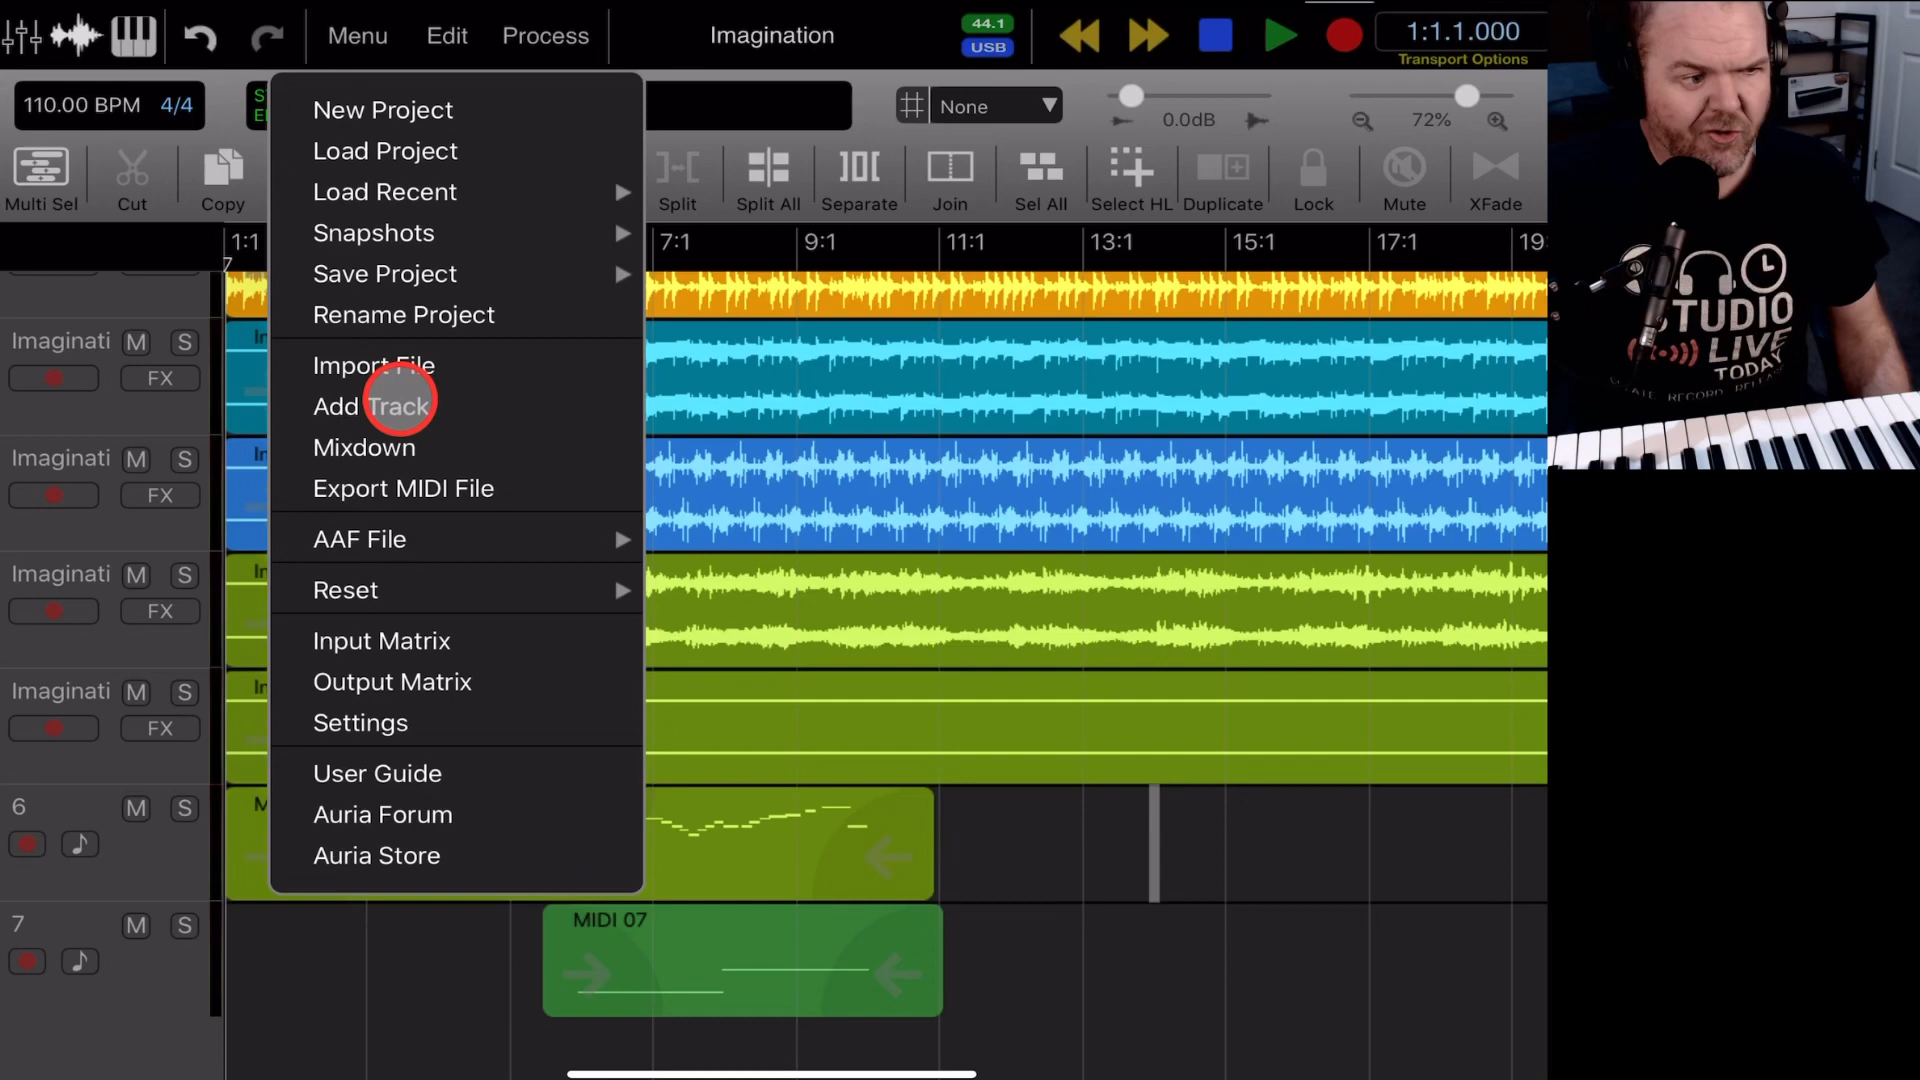 Menu Edit Process Imagination 44.1 USB 1:1.1.000
Transport Options
110.00 BPM 4/4 None 0.0dB 72%
Multi Sel Cut Copy Split Split All Separate Join Sel All Select HL Duplicate Lock Mute XFade
1:1 7:1 9:1 11:1 13:1 15:1 17:1 19:
7
New Project
Load Project
Load Recent
Snapshots
Save Project
Rename Project
Import File
Add Track
Mixdown
Export MIDI File
AAF File
Reset
Input Matrix
Output Matrix
Settings
User Guide
Auria Forum
Auria Store
Imaginati M S
FX
Imaginati M S
FX
Imaginati M S
FX
Imaginati M S
FX
6 M S
7 M S
MIDI 07
STUDIO
LIVE
TODAY